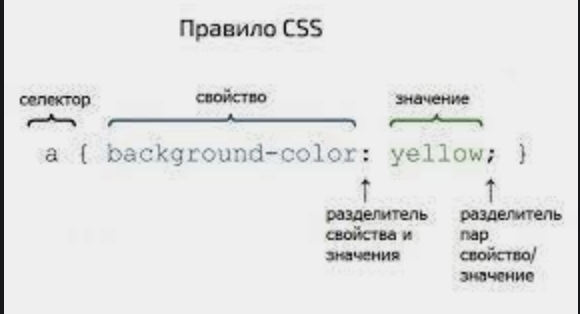 Правило CSS
селектор свойство значение
a { background-color: yellow; }
разделитель разделитель
свойства и пар
значения свойство/
значение